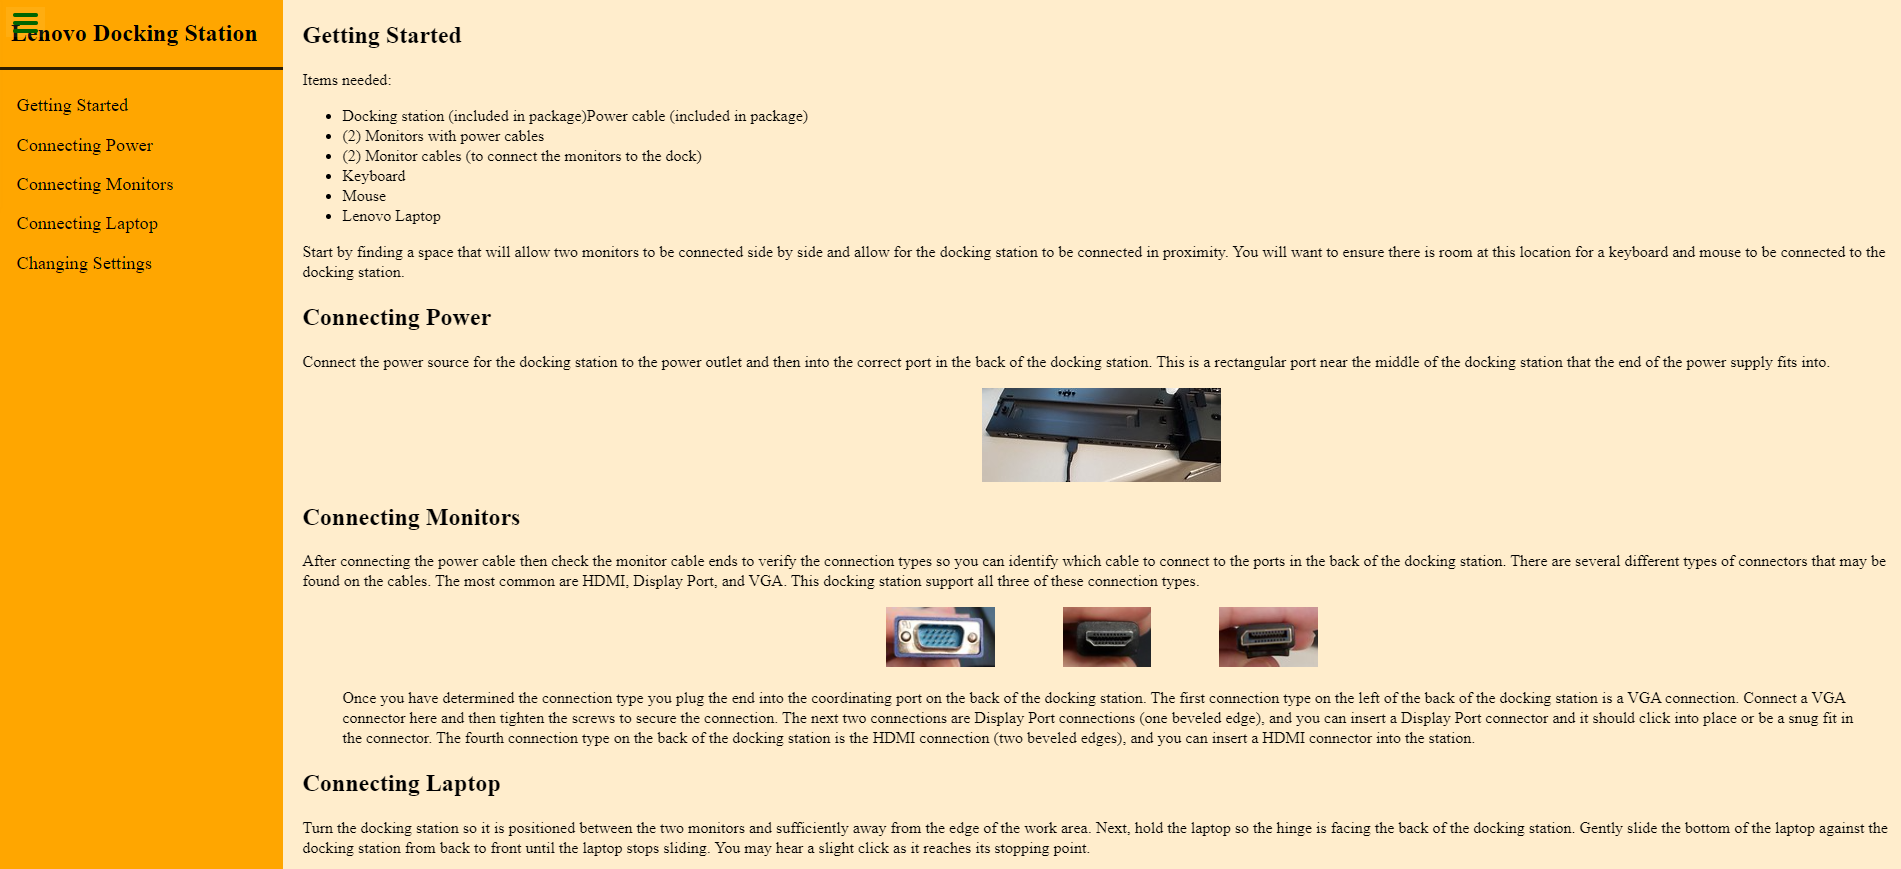 Lenovo Docking Station
Getting Started
Connecting Power
Connecting Monitors
Connecting Laptop
Changing Settings
Getting Started
Items needed:
Docking station (included in package)Power cable (included in package)
(2) Monitors with power cables
(2) Monitor cables (to connect the monitors to the dock)
Keyboard
Mouse
Lenovo Laptop
Start by finding a space that will allow two monitors to be connected side by side and allow for the docking station to be connected in proximity. You will want to ensure there is room at this location for a keyboard and mouse to be connected to the
docking station.
Connecting Power
Connect the power source for the docking station to the power outlet and then into the correct port in the back of the docking station. This is a rectangular port near the middle of the docking station that the end of the power supply fits into.
Connecting Monitors
After connecting the power cable then check the monitor cable ends to verify the connection types so you can identify which cable to connect to the ports in the back of the docking station. There are several different types of connectors that may be
found on the cables. The most common are HDMI, Display Port, and VGA. This docking station support all three of these connection types.
Once you have determined the connection type you plug the end into the coordinating port on the back of the docking station. The first connection type on the left of the back of the docking station is a VGA connection. Connect a VGA
connector here and then tighten the screws to secure the connection. The next two connections are Display Port connections (one beveled edge), and you can insert a Display Port connector and it should click into place or be a snug fit in
the connector. The fourth connection type on the back of the docking station is the HDMI connection (two beveled edges), and you can insert a HDMI connector into the station.
Connecting Laptop
Turn the docking station so it is positioned between the two monitors and sufficiently away from the edge of the work area. Next, hold the laptop so the hinge is facing the back of the docking station. Gently slide the bottom of the laptop against the
docking station from back to front until the laptop stops sliding. You may hear a slight click as it reaches its stopping point.